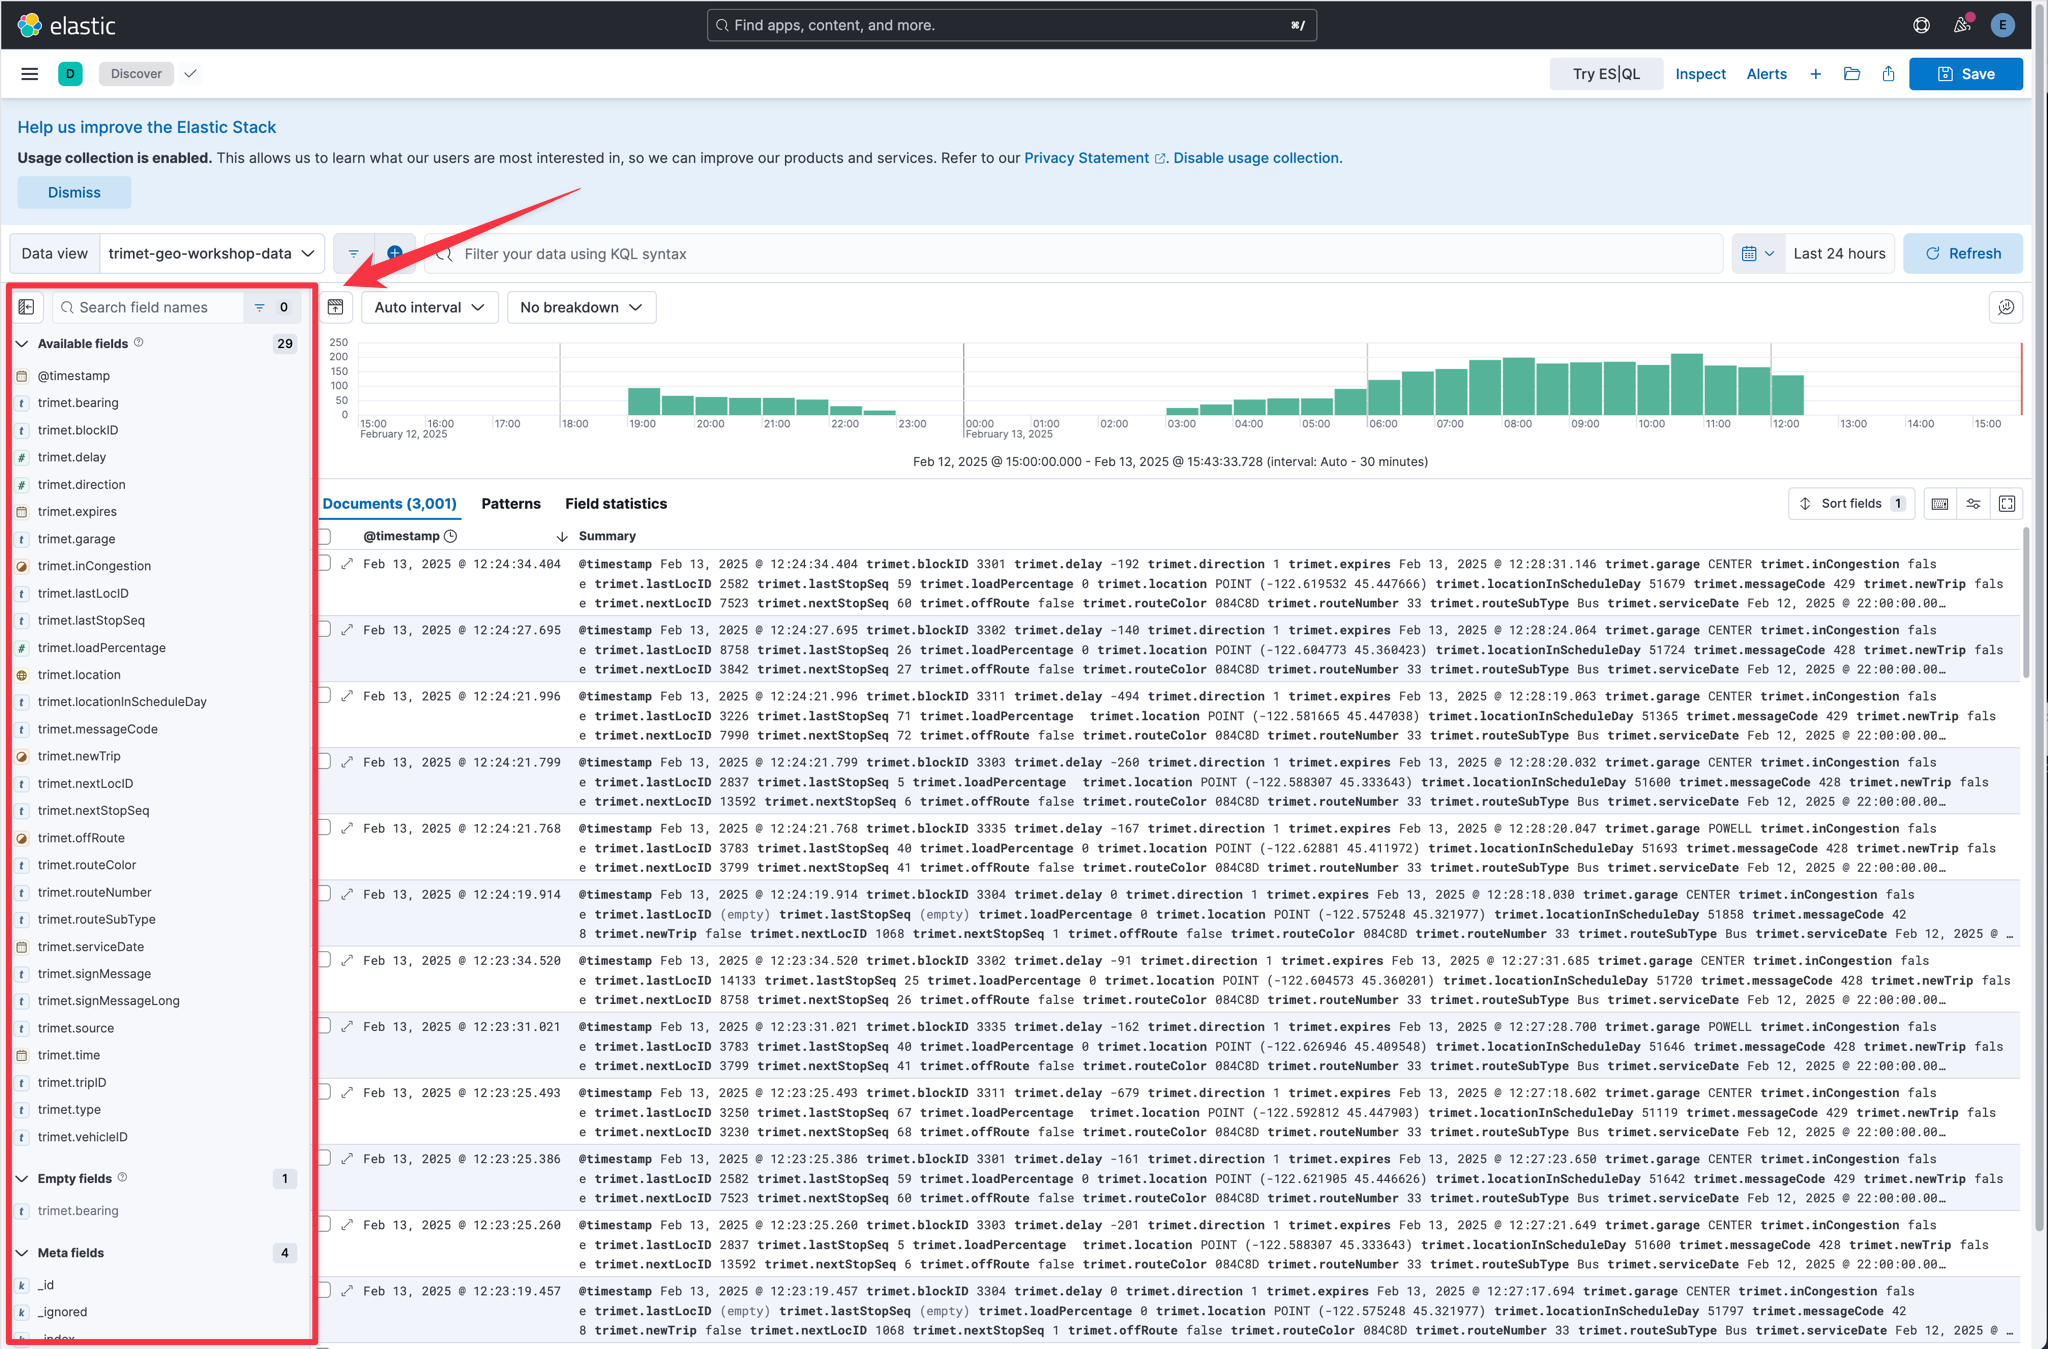 elastic
Find apps, content, and more.
⌘/
E
D
Discover
Try ES|QL
Inspect
Alerts
Save
Help us improve the Elastic Stack
Usage collection is enabled. This allows us to learn what our users are most interested in, so we can improve our products and services. Refer to our Privacy Statement. Disable usage collection.
Dismiss
Data view
trimet-geo-workshop-data
Filter your data using KQL syntax
Last 24 hours
Refresh
Search field names
0
Available fields
29
@timestamp
t trimet.bearing
t trimet.blockID
# trimet.delay
# trimet.direction
trimet.expires
t trimet.garage
trimet.inCongestion
t trimet.lastLocID
t trimet.lastStopSeq
# trimet.loadPercentage
trimet.location
t trimet.locationInScheduleDay
t trimet.messageCode
trimet.newTrip
t trimet.nextLocID
t trimet.nextStopSeq
trimet.offRoute
t trimet.routeColor
t trimet.routeNumber
t trimet.routeSubType
trimet.serviceDate
t trimet.signMessage
t trimet.signMessageLong
t trimet.source
trimet.time
t trimet.tripID
t trimet.type
t trimet.vehicleID
Empty fields
1
t trimet.bearing
Meta fields
4
k _id
k _ignored
_index
Auto interval
No breakdown
250
200
150
100
50
0
15:00 16:00 17:00 18:00 19:00 20:00 21:00 22:00 23:00 00:00 01:00 02:00 03:00 04:00 05:00 06:00 07:00 08:00 09:00 10:00 11:00 12:00 13:00 14:00 15:00
February 12, 2025 February 13, 2025
Feb 12, 2025 @ 15:00:00.000 - Feb 13, 2025 @ 15:43:33.728 (interval: Auto - 30 minutes)
Documents (3,001)
Patterns
Field statistics
Sort fields 1
@timestamp
Summary
Feb 13, 2025 @ 12:24:34.404 @timestamp Feb 13, 2025 @ 12:24:34.404 trimet.blockID 3301 trimet.delay -192 trimet.direction 1 trimet.expires Feb 13, 2025 @ 12:28:31.146 trimet.garage CENTER trimet.inCongestion fals
e trimet.lastLocID 2582 trimet.lastStopSeq 59 trimet.loadPercentage 0 trimet.location POINT (-122.619532 45.447666) trimet.locationInScheduleDay 51679 trimet.messageCode 429 trimet.newTrip fals
e trimet.nextLocID 7523 trimet.nextStopSeq 60 trimet.offRoute false trimet.routeColor 084C8D trimet.routeNumber 33 trimet.routeSubType Bus trimet.serviceDate Feb 12, 2025 @ 22:00:00.00…
Feb 13, 2025 @ 12:24:27.695 @timestamp Feb 13, 2025 @ 12:24:27.695 trimet.blockID 3302 trimet.delay -140 trimet.direction 1 trimet.expires Feb 13, 2025 @ 12:28:24.064 trimet.garage CENTER trimet.inCongestion fals
e trimet.lastLocID 8758 trimet.lastStopSeq 26 trimet.loadPercentage 0 trimet.location POINT (-122.604773 45.360423) trimet.locationInScheduleDay 51724 trimet.messageCode 428 trimet.newTrip fals
e trimet.nextLocID 3842 trimet.nextStopSeq 27 trimet.offRoute false trimet.routeColor 084C8D trimet.routeNumber 33 trimet.routeSubType Bus trimet.serviceDate Feb 12, 2025 @ 22:00:00.00…
Feb 13, 2025 @ 12:24:21.996 @timestamp Feb 13, 2025 @ 12:24:21.996 trimet.blockID 3311 trimet.delay -494 trimet.direction 1 trimet.expires Feb 13, 2025 @ 12:28:19.063 trimet.garage CENTER trimet.inCongestion fals
e trimet.lastLocID 3226 trimet.lastStopSeq 71 trimet.loadPercentage trimet.location POINT (-122.581665 45.447038) trimet.locationInScheduleDay 51365 trimet.messageCode 429 trimet.newTrip fals
e trimet.nextLocID 7990 trimet.nextStopSeq 72 trimet.offRoute false trimet.routeColor 084C8D trimet.routeNumber 33 trimet.routeSubType Bus trimet.serviceDate Feb 12, 2025 @ 22:00:00.00…
Feb 13, 2025 @ 12:24:21.799 @timestamp Feb 13, 2025 @ 12:24:21.799 trimet.blockID 3303 trimet.delay -260 trimet.direction 1 trimet.expires Feb 13, 2025 @ 12:28:20.032 trimet.garage CENTER trimet.inCongestion fals
e trimet.lastLocID 2837 trimet.lastStopSeq 5 trimet.loadPercentage trimet.location POINT (-122.588307 45.333643) trimet.locationInScheduleDay 51600 trimet.messageCode 428 trimet.newTrip fals
e trimet.nextLocID 13592 trimet.nextStopSeq 6 trimet.offRoute false trimet.routeColor 084C8D trimet.routeNumber 33 trimet.routeSubType Bus trimet.serviceDate Feb 12, 2025 @ 22:00:00.00…
Feb 13, 2025 @ 12:24:21.768 @timestamp Feb 13, 2025 @ 12:24:21.768 trimet.blockID 3335 trimet.delay -167 trimet.direction 1 trimet.expires Feb 13, 2025 @ 12:28:20.047 trimet.garage POWELL trimet.inCongestion fals
e trimet.lastLocID 3783 trimet.lastStopSeq 40 trimet.loadPercentage 0 trimet.location POINT (-122.62881 45.411972) trimet.locationInScheduleDay 51693 trimet.messageCode 428 trimet.newTrip fals
e trimet.nextLocID 3799 trimet.nextStopSeq 41 trimet.offRoute false trimet.routeColor 084C8D trimet.routeNumber 33 trimet.routeSubType Bus trimet.serviceDate Feb 12, 2025 @ 22:00:00.00…
Feb 13, 2025 @ 12:24:19.914 @timestamp Feb 13, 2025 @ 12:24:19.914 trimet.blockID 3304 trimet.delay 0 trimet.direction 1 trimet.expires Feb 13, 2025 @ 12:28:18.030 trimet.garage CENTER trimet.inCongestion fals
e trimet.lastLocID (empty) trimet.lastStopSeq (empty) trimet.loadPercentage 0 trimet.location POINT (-122.575248 45.321977) trimet.locationInScheduleDay 51858 trimet.messageCode 42
8 trimet.newTrip false trimet.nextLocID 1068 trimet.nextStopSeq 1 trimet.offRoute false trimet.routeColor 084C8D trimet.routeNumber 33 trimet.routeSubType Bus trimet.serviceDate Feb 12, 2025 @ …
Feb 13, 2025 @ 12:23:34.520 @timestamp Feb 13, 2025 @ 12:23:34.520 trimet.blockID 3302 trimet.delay -91 trimet.direction 1 trimet.expires Feb 13, 2025 @ 12:27:31.685 trimet.garage CENTER trimet.inCongestion fals
e trimet.lastLocID 14133 trimet.lastStopSeq 25 trimet.loadPercentage 0 trimet.location POINT (-122.604573 45.360201) trimet.locationInScheduleDay 51720 trimet.messageCode 428 trimet.newTrip fals
e trimet.nextLocID 8758 trimet.nextStopSeq 26 trimet.offRoute false trimet.routeColor 084C8D trimet.routeNumber 33 trimet.routeSubType Bus trimet.serviceDate Feb 12, 2025 @ 22:00:00.00…
Feb 13, 2025 @ 12:23:31.021 @timestamp Feb 13, 2025 @ 12:23:31.021 trimet.blockID 3335 trimet.delay -162 trimet.direction 1 trimet.expires Feb 13, 2025 @ 12:27:28.700 trimet.garage POWELL trimet.inCongestion fals
e trimet.lastLocID 3783 trimet.lastStopSeq 40 trimet.loadPercentage 0 trimet.location POINT (-122.626946 45.409548) trimet.locationInScheduleDay 51646 trimet.messageCode 428 trimet.newTrip fals
e trimet.nextLocID 3799 trimet.nextStopSeq 41 trimet.offRoute false trimet.routeColor 084C8D trimet.routeNumber 33 trimet.routeSubType Bus trimet.serviceDate Feb 12, 2025 @ 22:00:00.00…
Feb 13, 2025 @ 12:23:25.493 @timestamp Feb 13, 2025 @ 12:23:25.493 trimet.blockID 3311 trimet.delay -679 trimet.direction 1 trimet.expires Feb 13, 2025 @ 12:27:18.602 trimet.garage CENTER trimet.inCongestion fals
e trimet.lastLocID 3250 trimet.lastStopSeq 67 trimet.loadPercentage trimet.location POINT (-122.592812 45.447903) trimet.locationInScheduleDay 51119 trimet.messageCode 429 trimet.newTrip fals
e trimet.nextLocID 3230 trimet.nextStopSeq 68 trimet.offRoute false trimet.routeColor 084C8D trimet.routeNumber 33 trimet.routeSubType Bus trimet.serviceDate Feb 12, 2025 @ 22:00:00.00…
Feb 13, 2025 @ 12:23:25.386 @timestamp Feb 13, 2025 @ 12:23:25.386 trimet.blockID 3301 trimet.delay -161 trimet.direction 1 trimet.expires Feb 13, 2025 @ 12:27:23.650 trimet.garage CENTER trimet.inCongestion fals
e trimet.lastLocID 2582 trimet.lastStopSeq 59 trimet.loadPercentage 0 trimet.location POINT (-122.621905 45.446626) trimet.locationInScheduleDay 51642 trimet.messageCode 429 trimet.newTrip fals
e trimet.nextLocID 7523 trimet.nextStopSeq 60 trimet.offRoute false trimet.routeColor 084C8D trimet.routeNumber 33 trimet.routeSubType Bus trimet.serviceDate Feb 12, 2025 @ 22:00:00.00…
Feb 13, 2025 @ 12:23:25.260 @timestamp Feb 13, 2025 @ 12:23:25.260 trimet.blockID 3303 trimet.delay -201 trimet.direction 1 trimet.expires Feb 13, 2025 @ 12:27:21.649 trimet.garage CENTER trimet.inCongestion fals
e trimet.lastLocID 2837 trimet.lastStopSeq 5 trimet.loadPercentage trimet.location POINT (-122.588307 45.333643) trimet.locationInScheduleDay 51600 trimet.messageCode 428 trimet.newTrip fals
e trimet.nextLocID 13592 trimet.nextStopSeq 6 trimet.offRoute false trimet.routeColor 084C8D trimet.routeNumber 33 trimet.routeSubType Bus trimet.serviceDate Feb 12, 2025 @ 22:00:00.00…
Feb 13, 2025 @ 12:23:19.457 @timestamp Feb 13, 2025 @ 12:23:19.457 trimet.blockID 3304 trimet.delay 0 trimet.direction 1 trimet.expires Feb 13, 2025 @ 12:27:17.694 trimet.garage CENTER trimet.inCongestion fals
e trimet.lastLocID (empty) trimet.lastStopSeq (empty) trimet.loadPercentage 0 trimet.location POINT (-122.575248 45.321977) trimet.locationInScheduleDay 51797 trimet.messageCode 42
8 trimet.newTrip false trimet.nextLocID 1068 trimet.nextStopSeq 1 trimet.offRoute false trimet.routeColor 084C8D trimet.routeNumber 33 trimet.routeSubType Bus trimet.serviceDate Feb 12, 2025 @ …